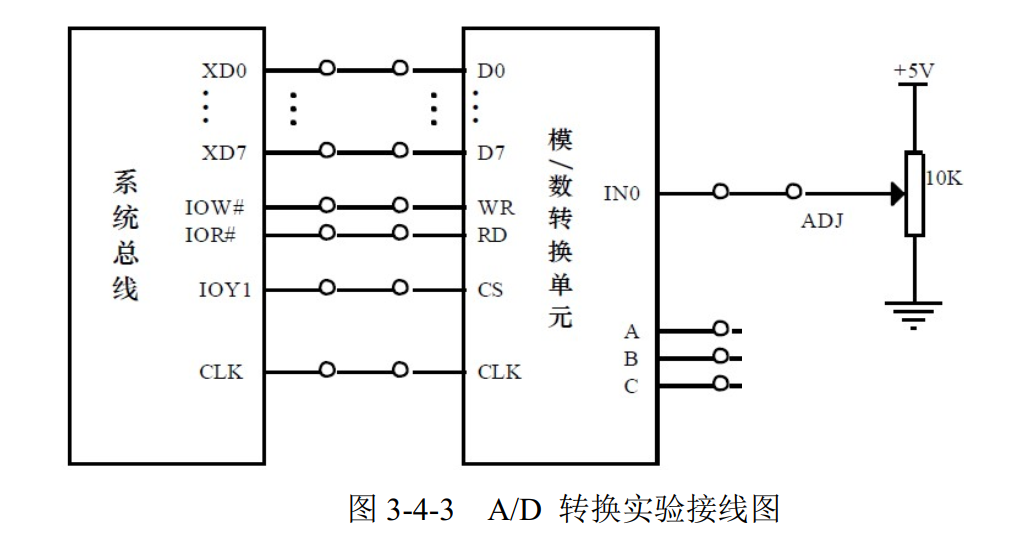 系统总线
XD0
XD7
IOW#
IOR#
IOY1
CLK
模/数转换单元
D0
D7
WR
RD
CS
CLK
IN0
A
B
C
ADJ
+5V
10K
图 3-4-3 A/D 转换实验接线图